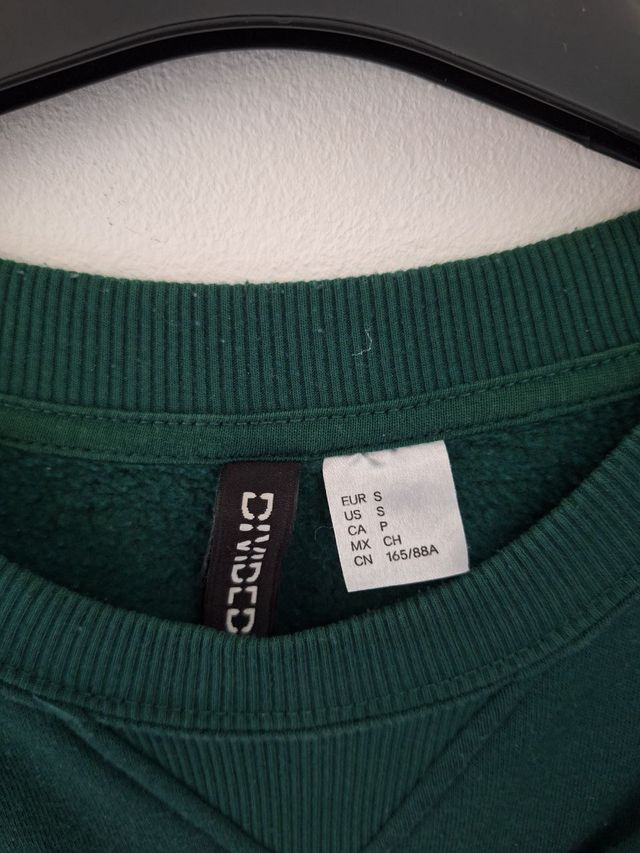 DIVIDED
EUR S
US S
CA P
MX CH
CN 165/88A